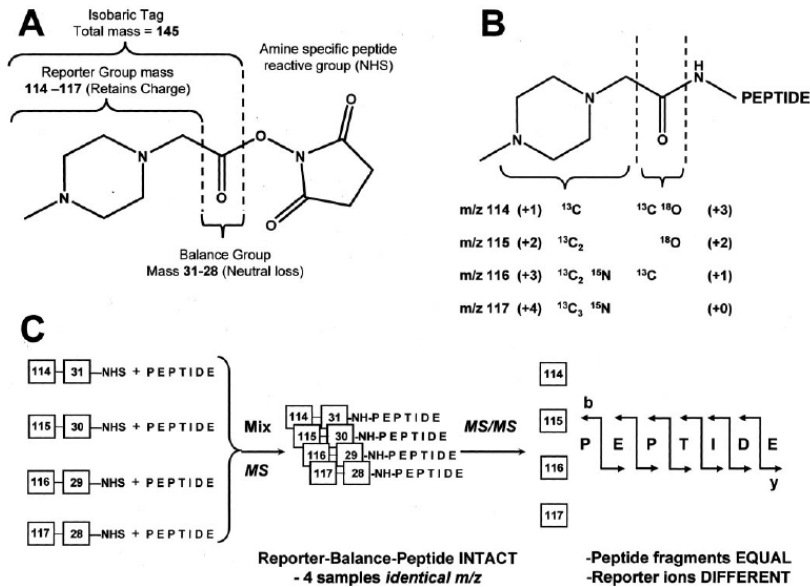 A
Isobaric Tag
Total mass = 145
Reporter Group mass
114 –117 (Retains Charge)
Amine specific peptide
reactive group (NHS)
N
N
O
O
N
O
O
Balance Group
Mass 31-28 (Neutral loss)
B
N
N
O
H
N
PEPTIDE
m/z 114 (+1) ¹³C ¹³C ¹⁸O (+3)
m/z 115 (+2) ¹³C₂ ¹⁸O (+2)
m/z 116 (+3) ¹³C₂ ¹⁵N ¹³C (+1)
m/z 117 (+4) ¹³C₃ ¹⁵N (+0)
C
114 31 -NHS + PEPTIDE
115 30 -NHS + PEPTIDE
116 29 -NHS + PEPTIDE
117 28 -NHS + PEPTIDE
Mix
MS
114 31 -NH-PEPTIDE
115 30 -NH-PEPTIDE
116 29 -NH-PEPTIDE
117 28 -NH-PEPTIDE
MS/MS
114
115
116
117
b
P E P T I D E
y
Reporter-Balance-Peptide INTACT
- 4 samples identical m/z
-Peptide fragments EQUAL
-Reporter ions DIFFERENT